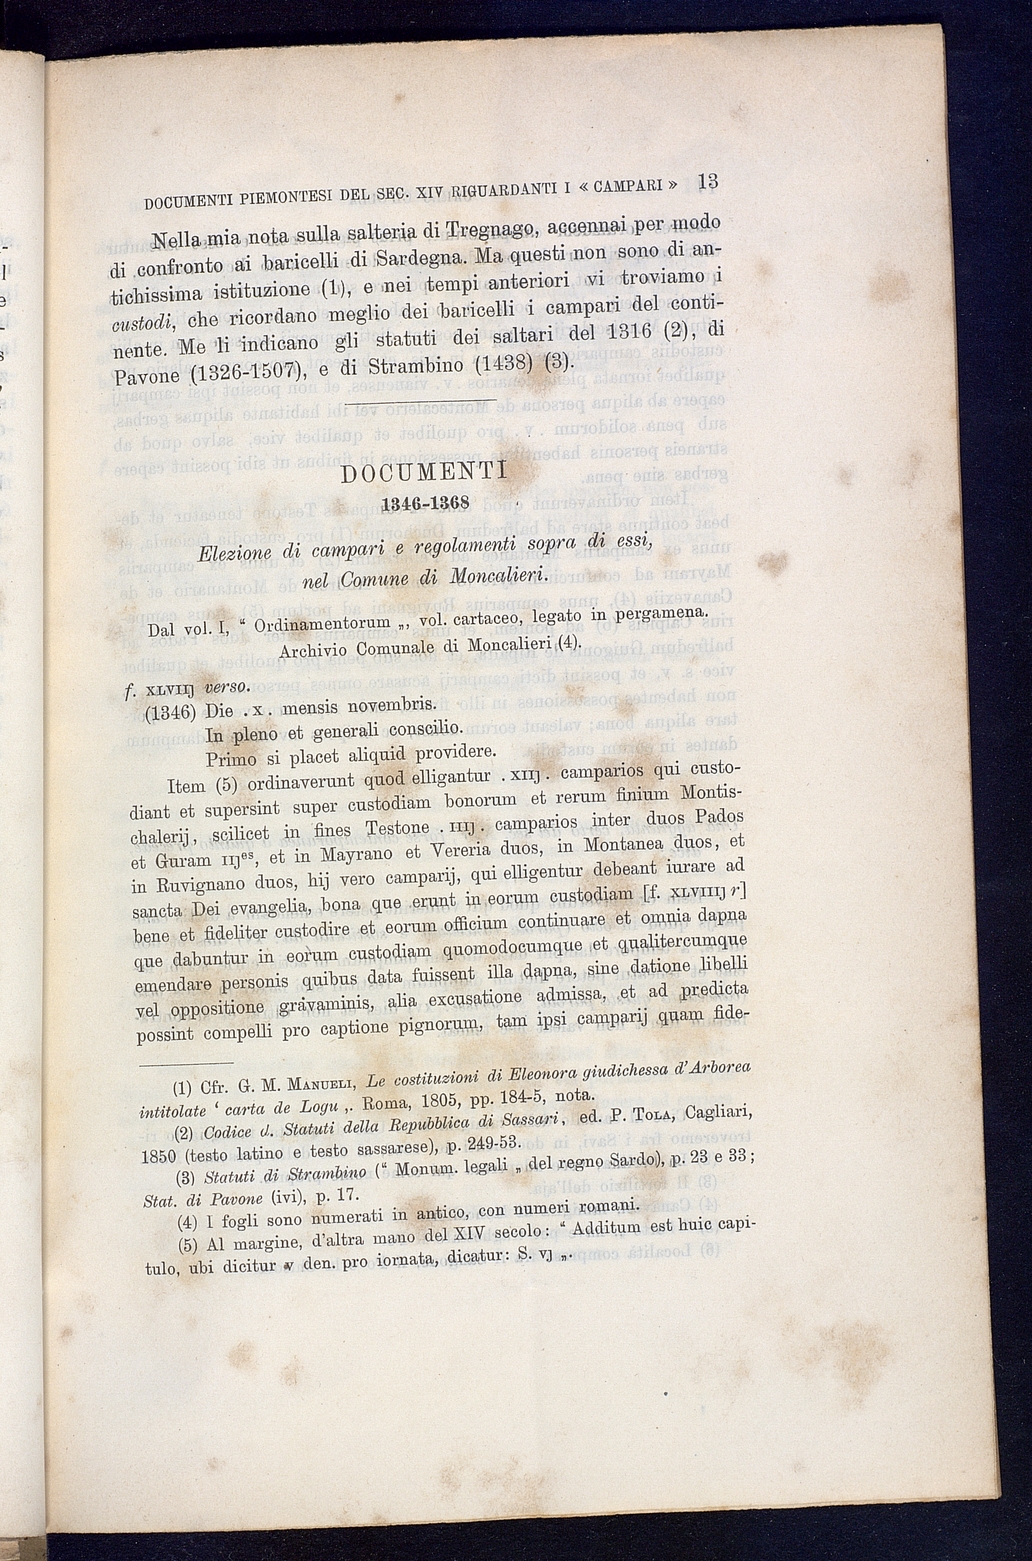 DOCUMENTI PIEMONTESI DEL SEC. XIV RIGUARDANTI I « CAMPARI » 13
Nella mia nota sulla salteria di Tregnago, accennai per modo
di confronto ai baricelli di Sardegna. Ma questi non sono di an-
tichissima istituzione (1), e nei tempi anteriori vi troviamo i
custodi, che ricordano meglio dei baricelli i campari del conti-
nente. Me li indicano gli statuti dei saltari del 1316 (2), di
Pavone (1326-1507), e di Strambino (1438) (3).
DOCUMENTI
1346-1368
Elezione di campari e regolamenti sopra di essi,
nel Comune di Moncalieri.
Dal vol. I, “ Ordinamentorum „, vol. cartaceo, legato in pergamena.
Archivio Comunale di Moncalieri (4).
f. XLVIIJ verso.
(1346) Die . X . mensis novembris.
In pleno et generali conscilio.
Primo si placet aliquid providere.
Item (5) ordinaverunt quod elligantur . XIIJ . camparios qui custo-
diant et supersint super custodiam bonorum et rerum finium Montis-
chalerij, scilicet in fines Testone . IIIJ . camparios inter duos Pados
et Guram IIJes, et in Mayrano et Vereria duos, in Montanea duos, et
in Ruvignano duos, hij vero camparij, qui elligentur debeant iurare ad
sancta Dei evangelia, bona que erunt in eorum custodiam [f. XLVIIIJ r]
bene et fideliter custodire et eorum officium continuare et omnia dapna
que dabuntur in eorum custodiam quomodocumque et qualitercumque
emendare personis quibus data fuissent illa dapna, sine datione libelli
vel oppositione gravaminis, alia excusatione admissa, et ad predicta
possint compelli pro captione pignorum, tam ipsi camparij quam fide-
(1) Cfr. G. M. MANUELI, Le costituzioni di Eleonora giudichessa d'Arborea
intitolate ‘ carta de Logu ,. Roma, 1805, pp. 184-5, nota.
(2) Codice d. Statuti della Repubblica di Sassari, ed. P. TOLA, Cagliari,
1850 (testo latino e testo sassarese), p. 249-53.
(3) Statuti di Strambino (“ Monum. legali „ del regno Sardo), p. 23 e 33;
Stat. di Pavone (ivi), p. 17.
(4) I fogli sono numerati in antico, con numeri romani.
(5) Al margine, d'altra mano del XIV secolo: “ Additum est huic capi-
tulo, ubi dicitur v den. pro iornata, dicatur: S. VJ „.